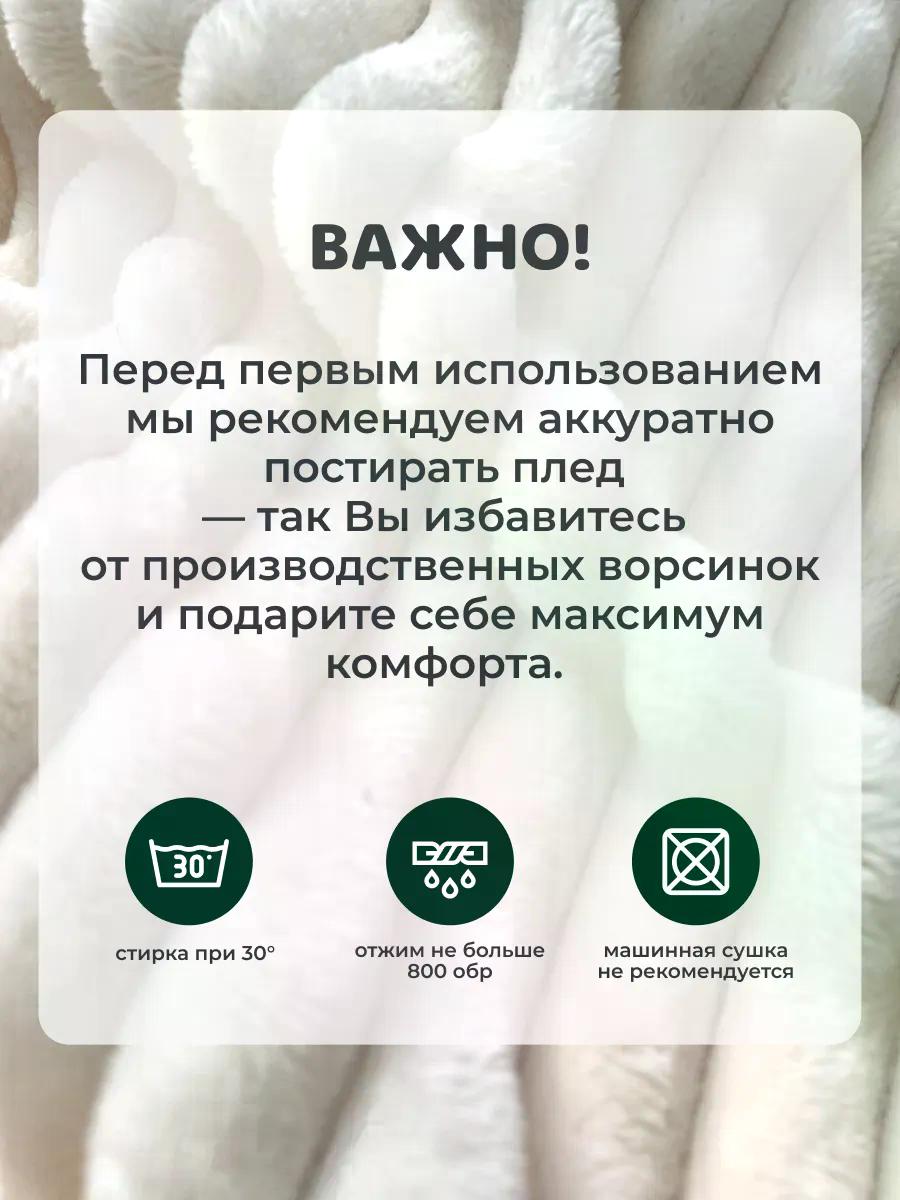 ВАЖНО!
Перед первым использованием
мы рекомендуем аккуратно
постирать плед
— так Вы избавитесь
от производственных ворсинок
и подарите себе максимум
комфорта.
30°
стирка при 30°
отжим не больше
800 обр
машинная сушка
не рекомендуется